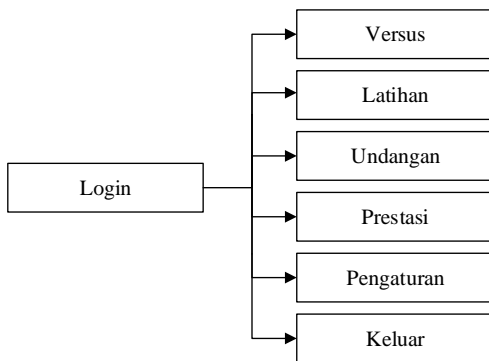 Versus
Latihan
Undangan
Login
Prestasi
Pengaturan
Keluar